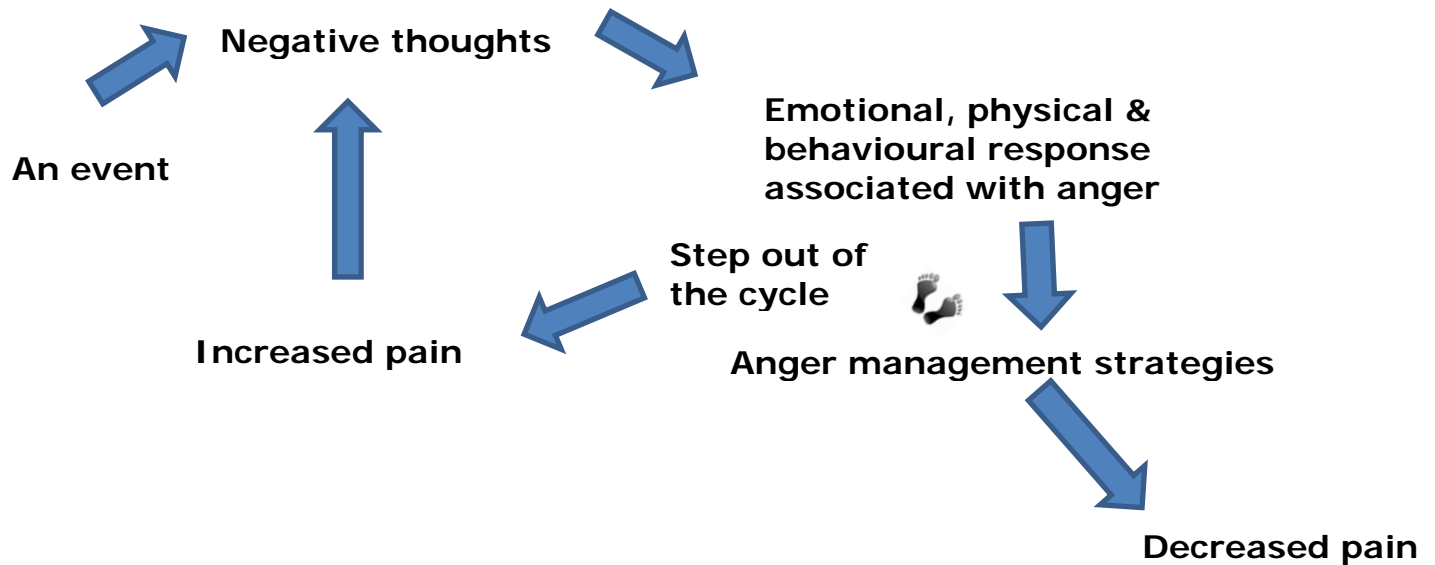 Negative thoughts
An event
Emotional, physical &
behavioural response
associated with anger
Step out of
the cycle
Increased pain
Anger management strategies
Decreased pain